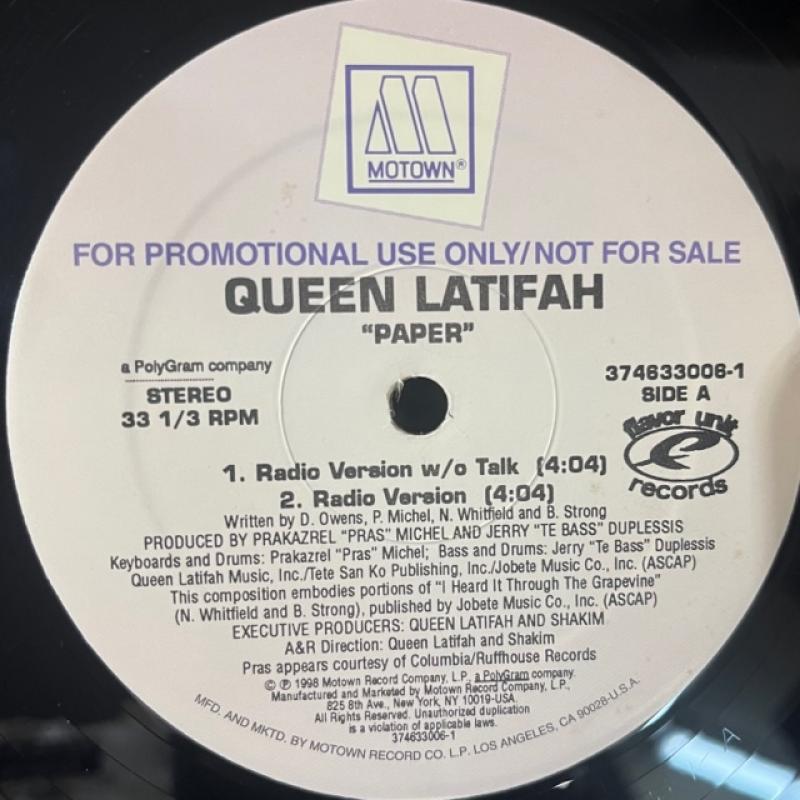 MOTOWN®
FOR PROMOTIONAL USE ONLY/NOT FOR SALE
QUEEN LATIFAH
"PAPER"
a PolyGram company
STEREO
33 1/3 RPM
374633006-1
SIDE A
flavor unit
records
1. Radio Version w/o Talk (4:04)
2. Radio Version (4:04)
Written by D. Owens, P. Michel, N. Whitfield and B. Strong
PRODUCED BY PRAKAZREL "PRAS" MICHEL AND JERRY "TE BASS" DUPLESSIS
Keyboards and Drums: Prakazrel "Pras" Michel; Bass and Drums: Jerry "Te Bass" Duplessis
Queen Latifah Music, Inc./Tete San Ko Publishing, Inc./Jobete Music Co., Inc. (ASCAP)
This composition embodies portions of "I Heard It Through The Grapevine"
(N. Whitfield and B. Strong), published by Jobete Music Co., Inc. (ASCAP)
EXECUTIVE PRODUCERS: QUEEN LATIFAH AND SHAKIM
A&R Direction: Queen Latifah and Shakim
Pras appears courtesy of Columbia/Ruffhouse Records
© ℗ 1998 Motown Record Company, L.P. a PolyGram company.
Manufactured and Marketed by Motown Record Company, L.P.,
825 8th Ave., New York, NY 10019-USA.
All Rights Reserved. Unauthorized duplication
is a violation of applicable laws.
374633006-1
MFD. AND MKTD. BY MOTOWN RECORD CO. L.P. LOS ANGELES, CA 90028-U.S.A.